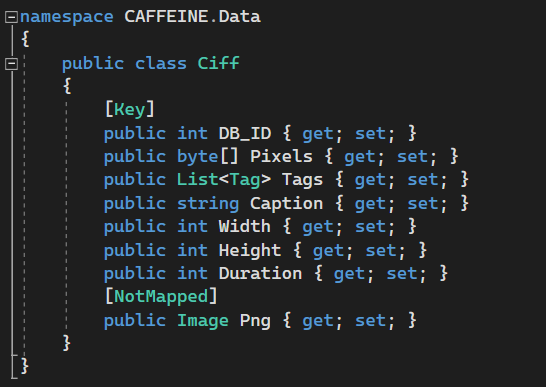 namespace CAFFEINE.Data
{
public class Ciff
{
[Key]
public int DB_ID { get; set; }
public byte[] Pixels { get; set; }
public List<Tag> Tags { get; set; }
public string Caption { get; set; }
public int Width { get; set; }
public int Height { get; set; }
public int Duration { get; set; }
[NotMapped]
public Image Png { get; set; }
}
}